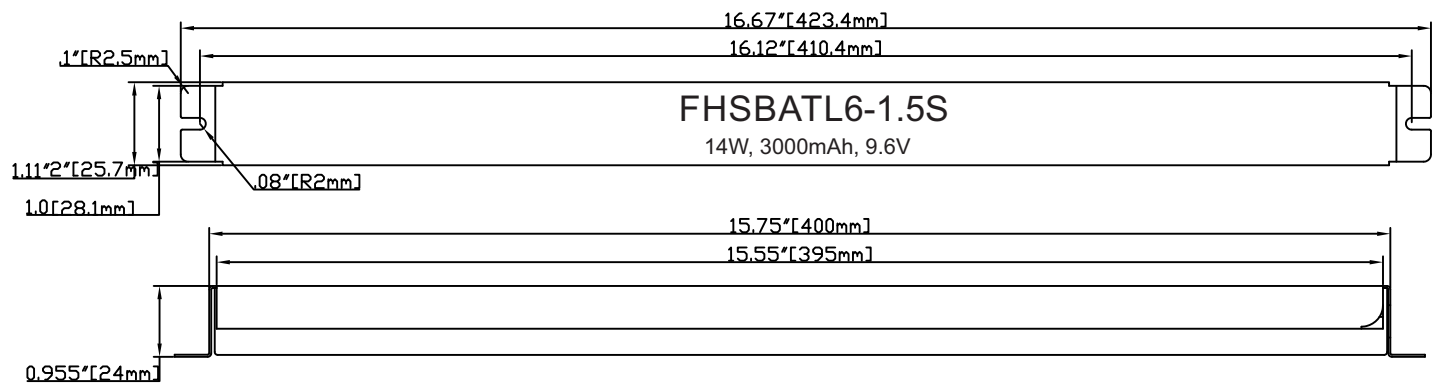 16.67"[423.4mm]
16.12"[410.4mm]
.1"[R2.5mm]
FHSBATL6-1.5S
14W, 3000mAh, 9.6V
1.11"2"[25.7mm]
.08"[R2mm]
1.0[28.1mm]
15.75"[400mm]
15.55"[395mm]
0.955"[24mm]